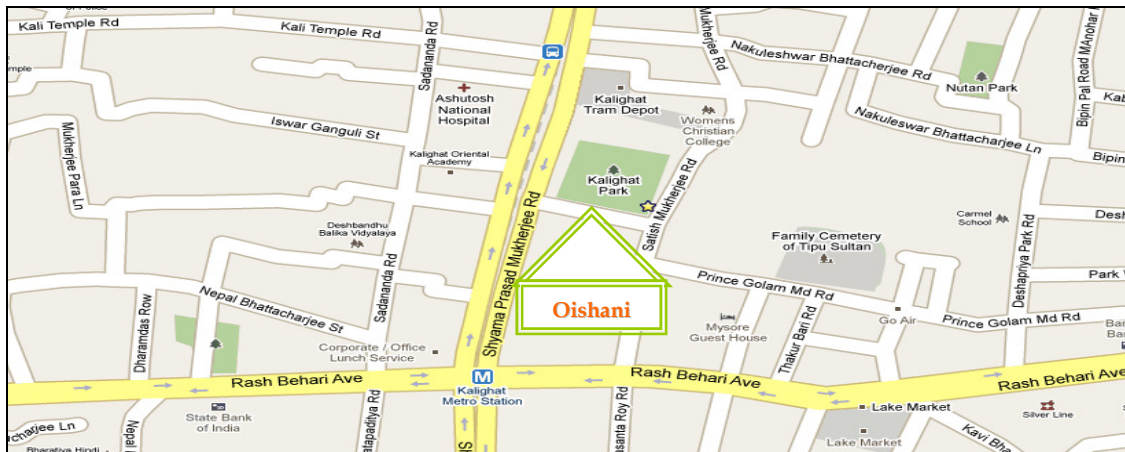 Kali Temple Rd
Kali Temple Rd
Sadananda Rd
Mukherjee Rd
Nakuleshwar Bhattacherjee Rd
Bipin Pal Road
Nutan Park
Ashutosh
National
Hospital
Kalighat
Tram Depot
Womens
Christian
College
Iswar Ganguli St
Nakuleswar Bhattacherjee Ln
Mukherjee Para Ln
Kalighat Oriental
Academy
Kalighat
Park
Satish Mukherjee Rd
Shyama Prasad Mukherjee Rd
Deshbandhu
Balika Vidyalaya
Carmel
School
Family Cemetery
of Tipu Sultan
Deshapriya Park Rd
Park
Prince Golam Md Rd
Nepal Bhattacharjee St
Sadananda Rd
Dharamdas Row
Oishani
Mysore
Guest House
Thakur Bari Rd
Go Air
Prince Golam Md Rd
Corporate / Office
Lunch Service
Rash Behari Ave
M
Kalighat
Metro Station
Rash Behari Ave
Rash Behari Ave
State Bank
of India
Lake Market
Lake Market
Silver Line
Bharatiya Hindi